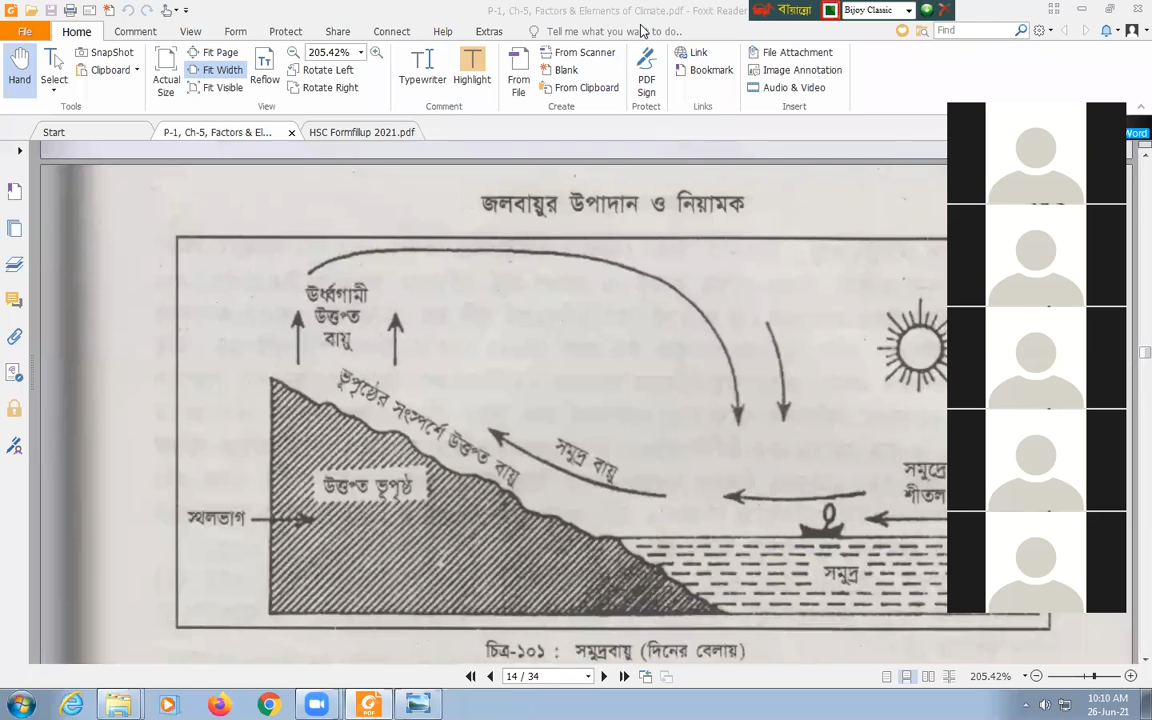 P-1, Ch-5, Factors & Elements of Climate.pdf - Foxit Reader
বাঁয়ান্নো
Bijoy Classic
File Home Comment View Form Protect Share Connect Help Extras Tell me what you want to do.. Find
Hand
Select
SnapShot
Clipboard
Tools
Actual Size
Fit Page
Fit Width
Fit Visible
Reflow
205.42%
Rotate Left
Rotate Right
View
Typewriter
Highlight
Comment
From File
From Scanner
Blank
From Clipboard
Create
PDF Sign
Protect
Link
Bookmark
Links
File Attachment
Image Annotation
Audio & Video
Insert
Start P-1, Ch-5, Factors & El... HSC Formfillup 2021.pdf
Word
জলবায়ুর উপাদান ও নিয়ামক
উর্ধ্বগামী
উত্তপ্ত
বায়ু
ভূপৃষ্ঠের সংস্পর্শে উত্তপ্ত বায়ু
সমুদ্র বায়ু
সমুদ্রে
শীতল
উত্তপ্ত ভূপৃষ্ঠ
স্থলভাগ
সমুদ্র
চিত্র-১০১ : সমুদ্রবায়ু (দিনের বেলায়)
14 / 34
205.42%
PDF
10:10 AM
26-Jun-21